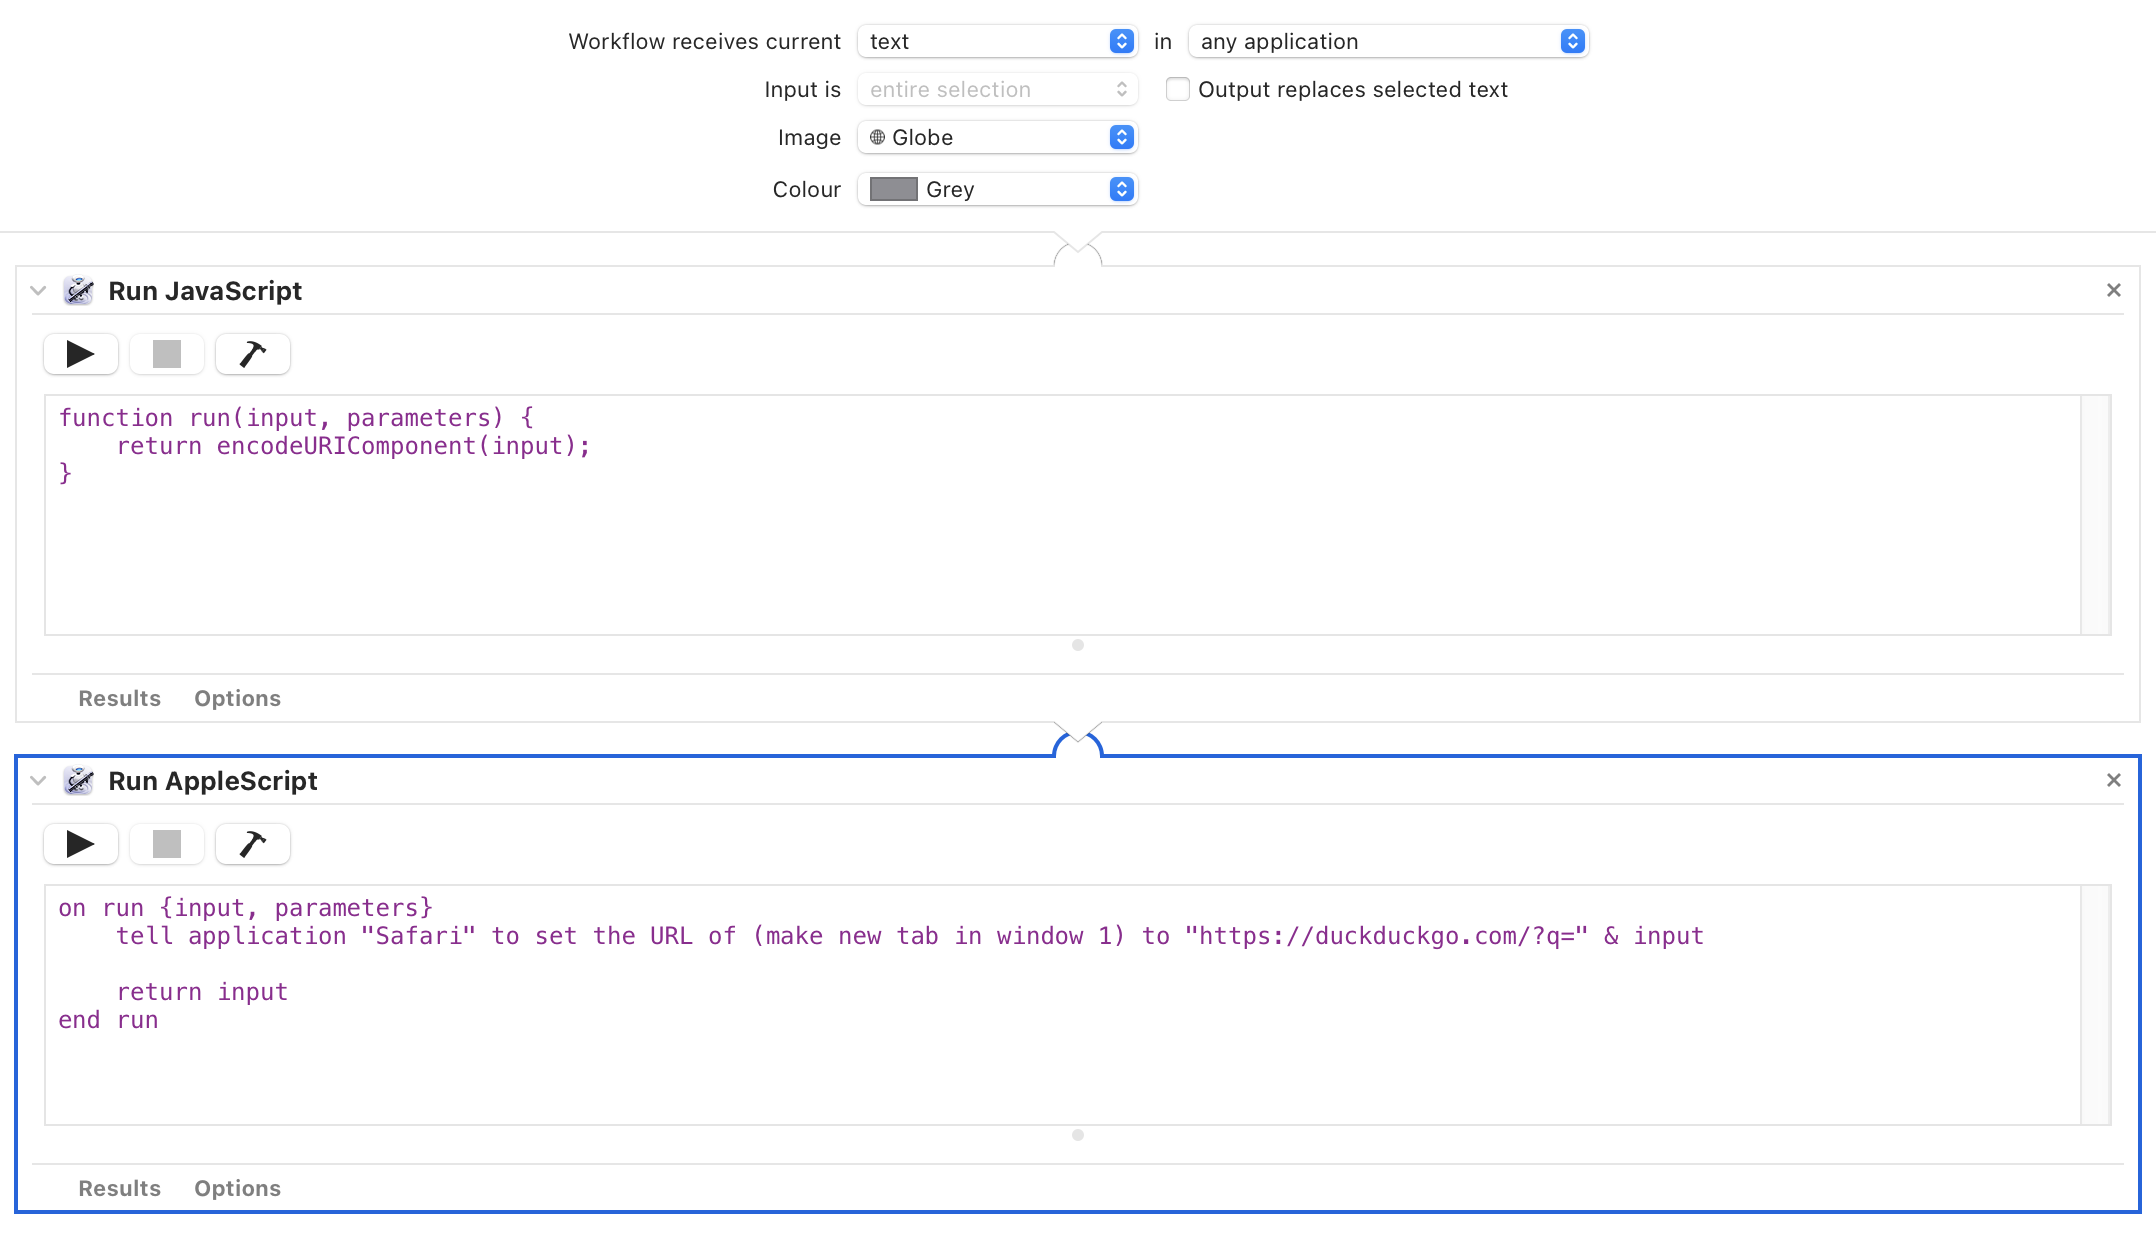 Workflow receives current text in any application
Input is entire selection Output replaces selected text
Image Globe
Colour Grey
Run JavaScript
function run(input, parameters) {
    return encodeURIComponent(input);
}
Results Options
Run AppleScript
on run {input, parameters}
    tell application "Safari" to set the URL of (make new tab in window 1) to "https://duckduckgo.com/?q=" & input
    return input
end run
Results Options